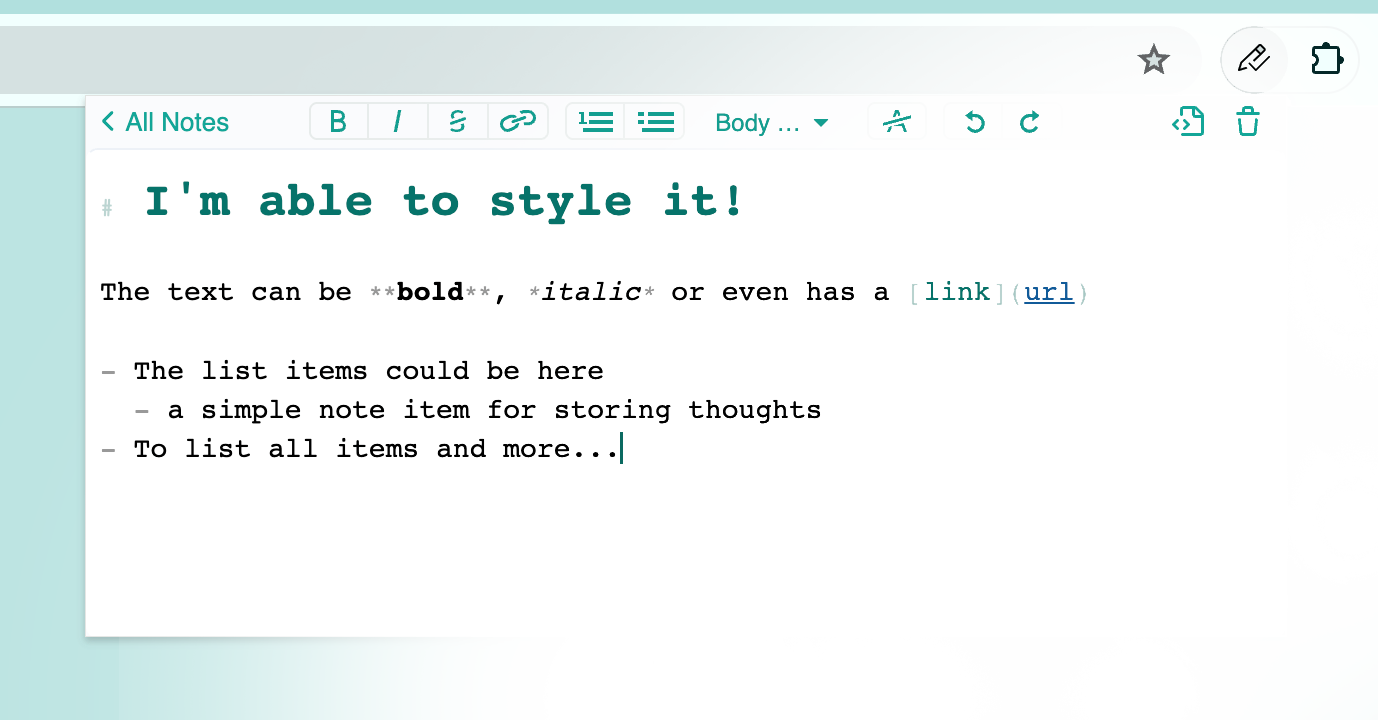 All Notes B I S Body ...
# I'm able to style it!
The text can be **bold**, *italic* or even has a [link](url)
- The list items could be here
- a simple note item for storing thoughts
- To list all items and more...